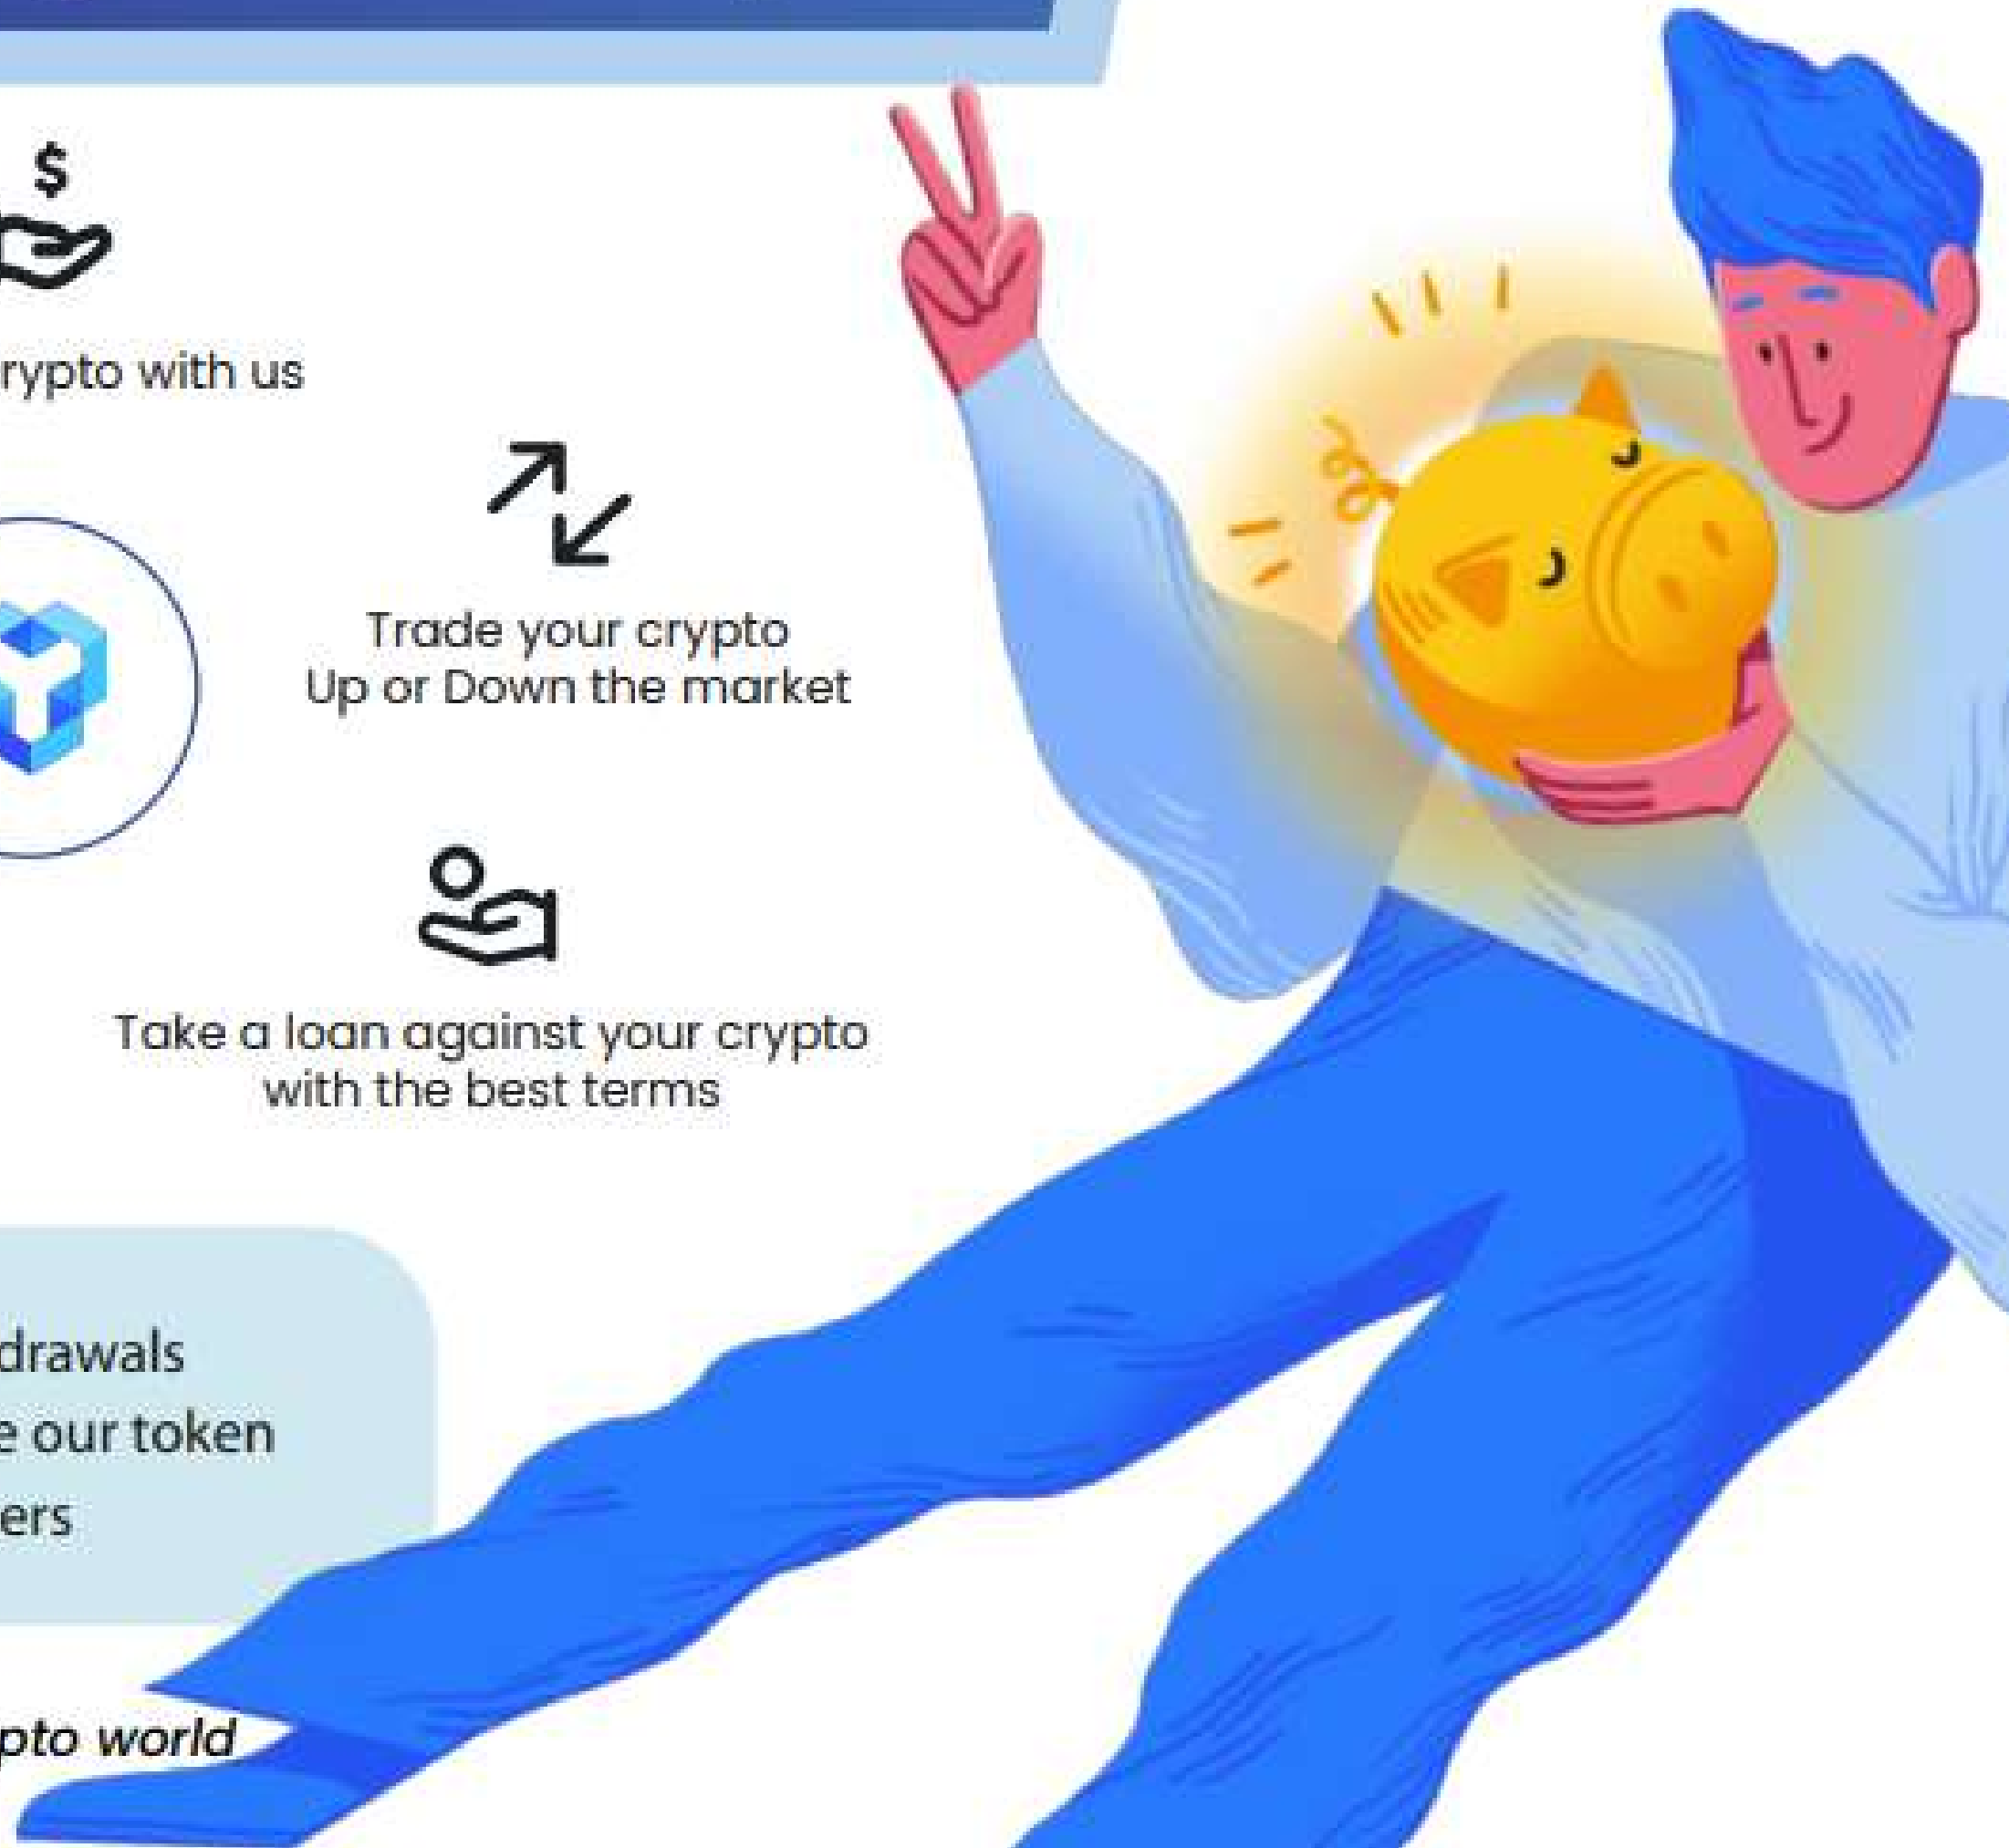 $
rypto with us
Trade your crypto
Up or Down the market
Take a loan against your crypto
with the best terms
drawals
e our token
ers
pto world